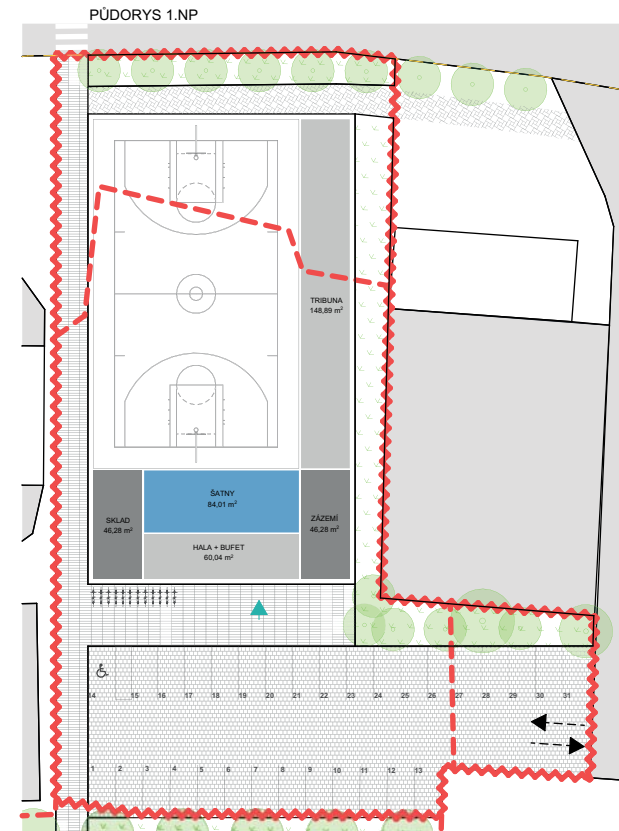 PŮDORYS 1.NP
TRIBUNA
148,89 m²
ŠATNY
84,01 m²
SKLAD
46,28 m²
ZÁZEMÍ
46,28 m²
HALA + BUFET
60,04 m²
14 15 16 17 18 19 20 21 22 23 24 25 26 27 28 29 30 31
1 2 3 4 5 6 7 8 9 10 11 12 13